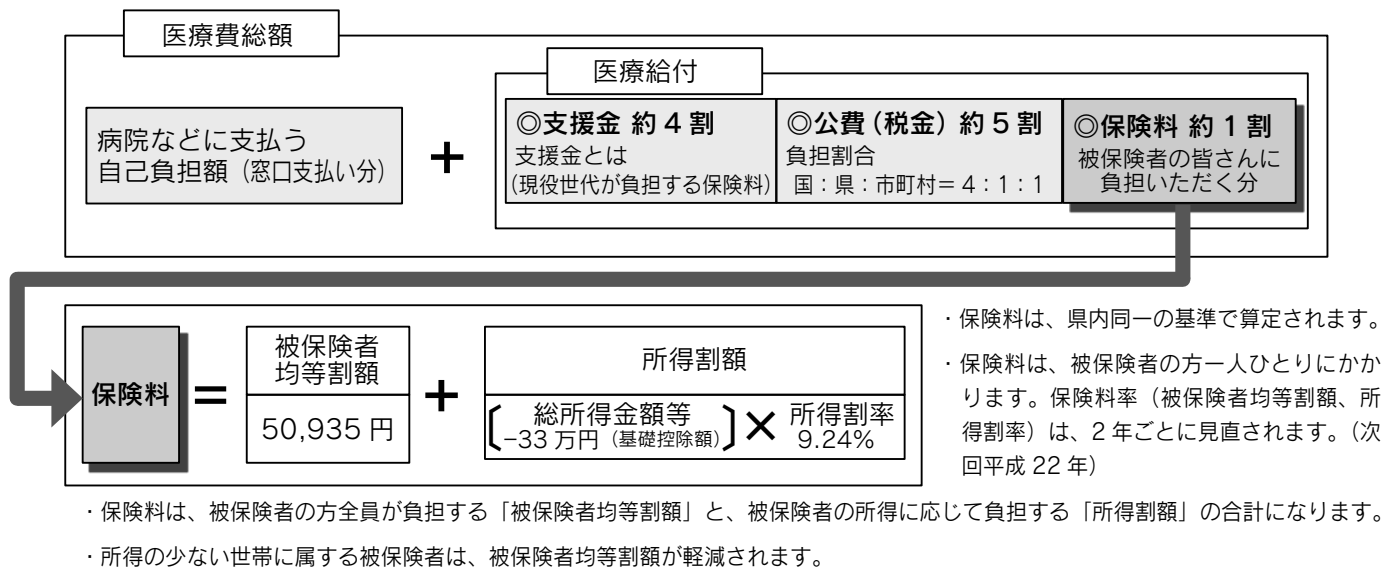 医療費総額
病院などに支払う
自己負担額（窓口支払い分）
＋
医療給付
◎支援金 約４割
支援金とは
（現役世代が負担する保険料）
◎公費（税金）約５割
負担割合
国：県：市町村＝４：１：１
◎保険料 約１割
被保険者の皆さんに
負担いただく分
保険料
＝
被保険者
均等割額
50,935 円
＋
所得割額
〔総所得金額等
−33 万円（基礎控除額）〕
×
所得割率
9.24%
・保険料は、県内同一の基準で算定されます。
・保険料は、被保険者の方一人ひとりにかか
ります。保険料率（被保険者均等割額、所
得割率）は、2 年ごとに見直されます。（次
回平成 22 年）
・保険料は、被保険者の方全員が負担する「被保険者均等割額」と、被保険者の所得に応じて負担する「所得割額」の合計になります。
・所得の少ない世帯に属する被保険者は、被保険者均等割額が軽減されます。